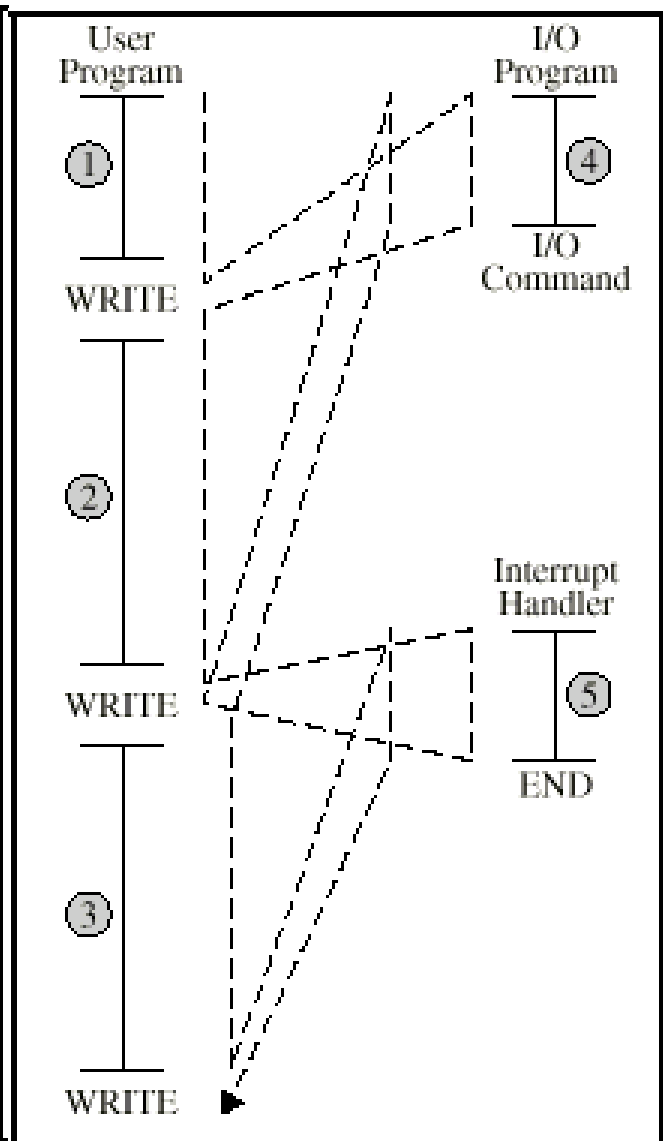 User
Program
1
WRITE
2
WRITE
3
WRITE
I/O
Program
4
I/O
Command
Interrupt
Handler
5
END